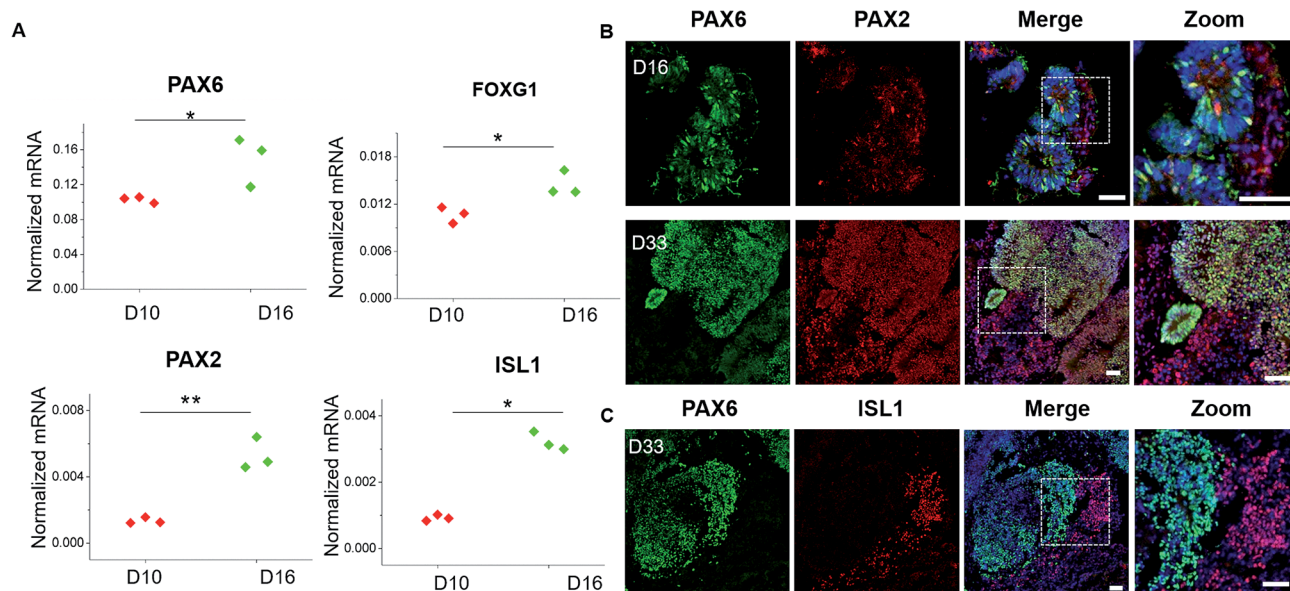 A
PAX6
*
Normalized mRNA
0.16
0.12
0.08
0.04
0.00
D10 D16
FOXG1
*
Normalized mRNA
0.018
0.012
0.006
0.000
D10 D16
PAX2
**
Normalized mRNA
0.008
0.004
0.000
D10 D16
ISL1
*
Normalized mRNA
0.004
0.002
0.000
D10 D16
B
PAX6 PAX2 Merge Zoom
D16
D33
C
PAX6 ISL1 Merge Zoom
D33